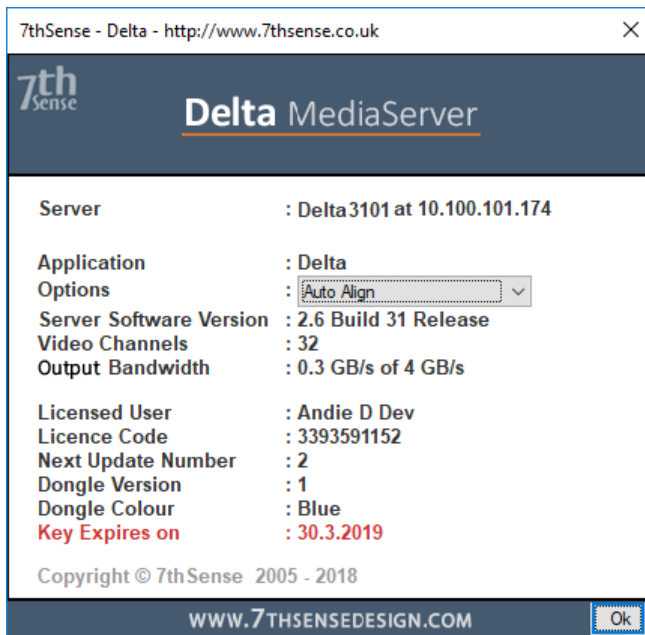 7thSense - Delta - http://www.7thsense.co.uk
7th Sense
Delta MediaServer
Server : Delta3101 at 10.100.101.174
Application : Delta
Options : Auto Align
Server Software Version : 2.6 Build 31 Release
Video Channels : 32
Output Bandwidth : 0.3 GB/s of 4 GB/s
Licensed User : Andie D Dev
Licence Code : 3393591152
Next Update Number : 2
Dongle Version : 1
Dongle Colour : Blue
Key Expires on : 30.3.2019
Copyright © 7thSense 2005 - 2018
WWW.7THSENSEDESIGN.COM
Ok